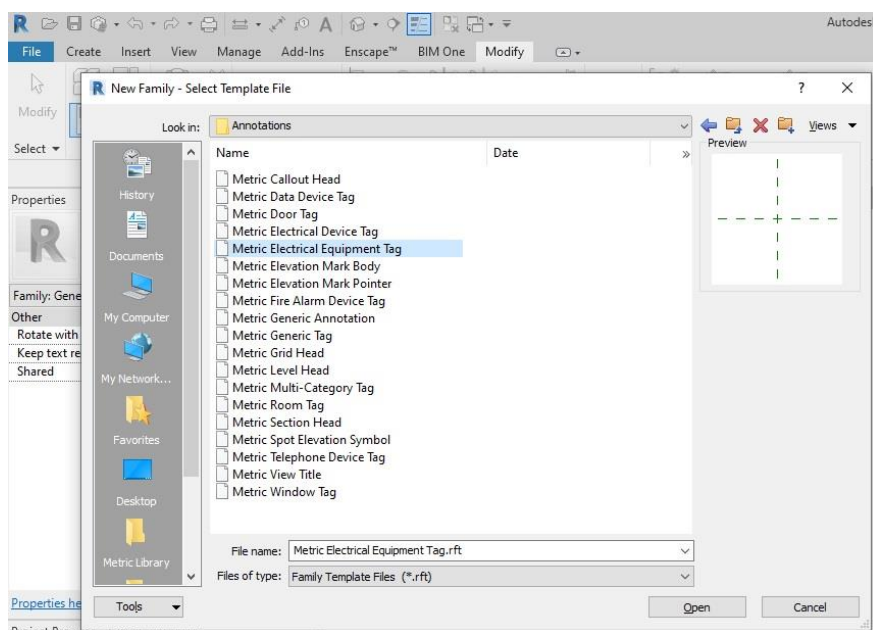 Autodes
File Create Insert View Manage Add-Ins Enscape™ BIM One Modify
New Family - Select Template File ?
Modify
Look in: Annotations Views
Select
Name Date » Preview
Metric Callout Head
History
Metric Data Device Tag
Properties
Metric Door Tag
Metric Electrical Device Tag
Metric Electrical Equipment Tag
Documents
Metric Elevation Mark Body
Metric Elevation Mark Pointer
Family: Gene
Metric Fire Alarm Device Tag
Other
My Computer
Metric Generic Annotation
Rotate with
Metric Generic Tag
Keep text re
Metric Grid Head
Shared
Metric Level Head
My Network...
Metric Multi-Category Tag
Metric Room Tag
Metric Section Head
Favorites
Metric Spot Elevation Symbol
Metric Telephone Device Tag
Metric View Title
Metric Window Tag
Desktop
File name: Metric Electrical Equipment Tag.rft
Metric Library
Files of type: Family Template Files (*.rft)
Properties he
Tools Open Cancel